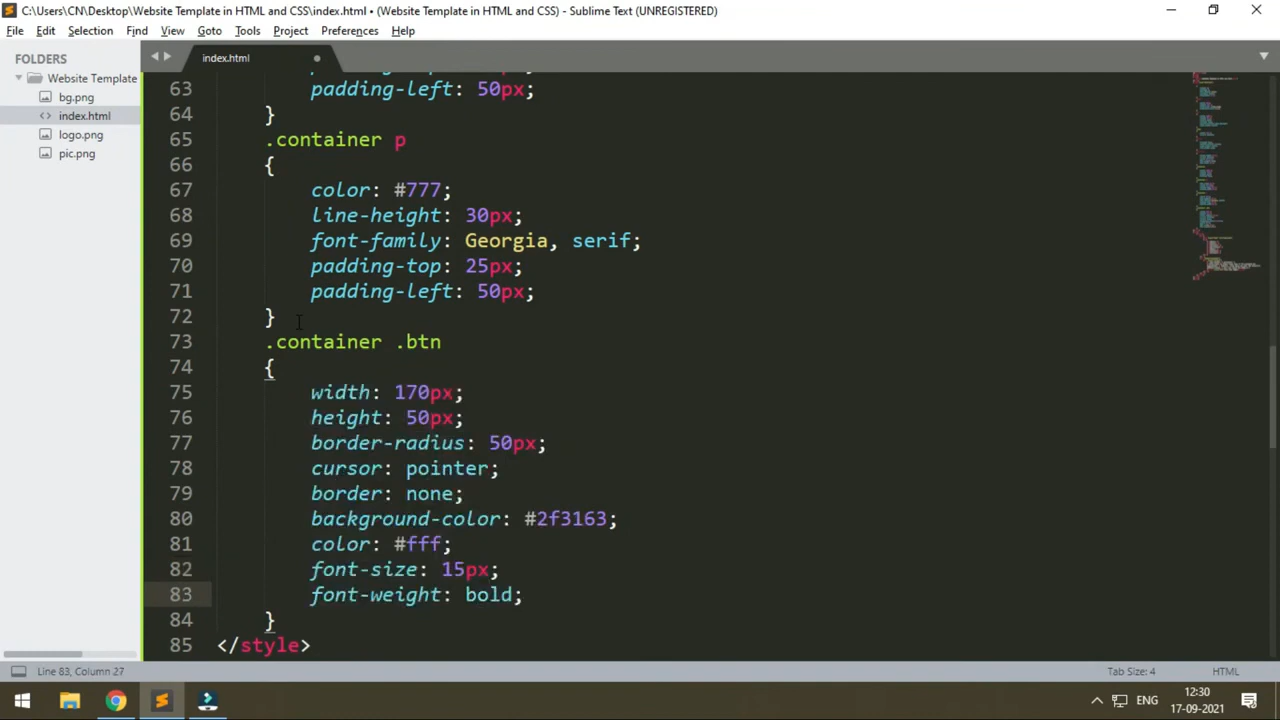 C:\Users\CN\Desktop\Website Template in HTML and CSS\index.html • (Website Template in HTML and CSS) - Sublime Text (UNREGISTERED)
File Edit Selection Find View Goto Tools Project Preferences Help
FOLDERS
Website Template
bg.png
index.html
logo.png
pic.png
index.html
63 padding-left: 50px;
64 }
65 .container p
66 {
67 color: #777;
68 line-height: 30px;
69 font-family: Georgia, serif;
70 padding-top: 25px;
71 padding-left: 50px;
72 }
73 .container .btn
74 {
75 width: 170px;
76 height: 50px;
77 border-radius: 50px;
78 cursor: pointer;
79 border: none;
80 background-color: #2f3163;
81 color: #fff;
82 font-size: 15px;
83 font-weight: bold;
84 }
85 </style>
Line 83, Column 27
Tab Size: 4 HTML
ENG
12:30
17-09-2021